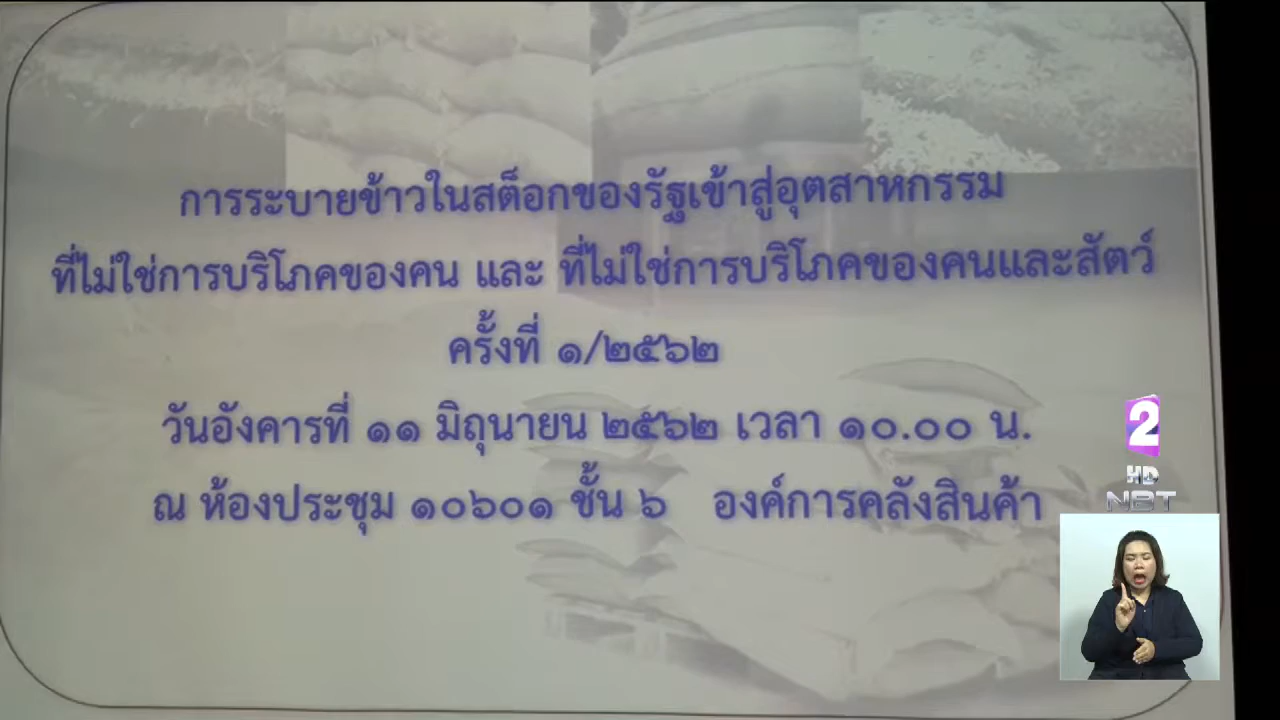 การระบายข้าวในสต็อกของรัฐเข้าสู่อุตสาหกรรม
ที่ไม่ใช่การบริโภคของคน และ ที่ไม่ใช่การบริโภคของคนและสัตว์
ครั้งที่ ๑/๒๕๖๒
วันอังคารที่ ๑๑ มิถุนายน ๒๕๖๒ เวลา ๑๐.๐๐ น.
ณ ห้องประชุม ๑๐๖๐๑ ชั้น ๖ องค์การคลังสินค้า
2
HD
NBT